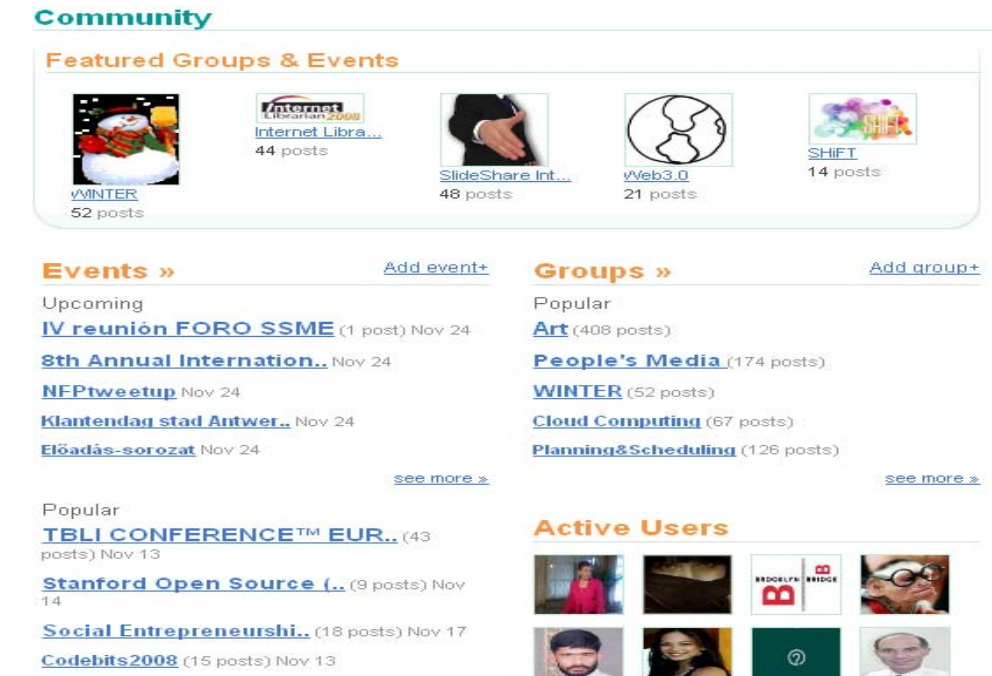 Community
Featured Groups & Events
Internet
Librarian 2008
SHiFT
WINTER
52 posts
Internet Libra...
44 posts
SlideShare Int...
48 posts
Web3.0
21 posts
SHiFT
14 posts
Events »
Add event+
Upcoming
IV reunión FORO SSME (1 post) Nov 24
8th Annual Internation.. Nov 24
NFPtweetup Nov 24
Klantendag stad Antwer.. Nov 24
Előadás-sorozat Nov 24
see more »
Popular
TBLI CONFERENCE™ EUR.. (43
posts) Nov 13
Stanford Open Source (.. (9 posts) Nov
14
Social Entrepreneurshi.. (18 posts) Nov 17
Codebits2008 (15 posts) Nov 13
Groups »
Add group+
Popular
Art (408 posts)
People's Media (174 posts)
WINTER (52 posts)
Cloud Computing (67 posts)
Planning&Scheduling (126 posts)
see more »
Active Users
BROOKLYN BRIDGE
B B